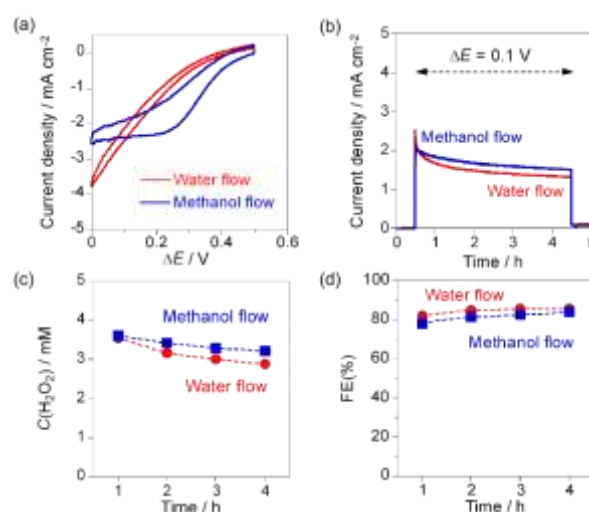 (a)
Current density / mA cm⁻²
0
-1
-2
-3
-4
-5
Water flow
Methanol flow
0
0.2
0.4
0.6
ΔE / V
(b)
Current density / mA cm⁻²
5
4
3
2
1
0
ΔE = 0.1 V
Methanol flow
Water flow
0
1
2
3
4
5
Time / h
(c)
C(H₂O₂) / mM
5
4
3
2
1
0
Methanol flow
Water flow
1
2
3
4
Time / h
(d)
FE(%)
100
80
60
40
20
0
Water flow
Methanol flow
1
2
3
4
Time / h